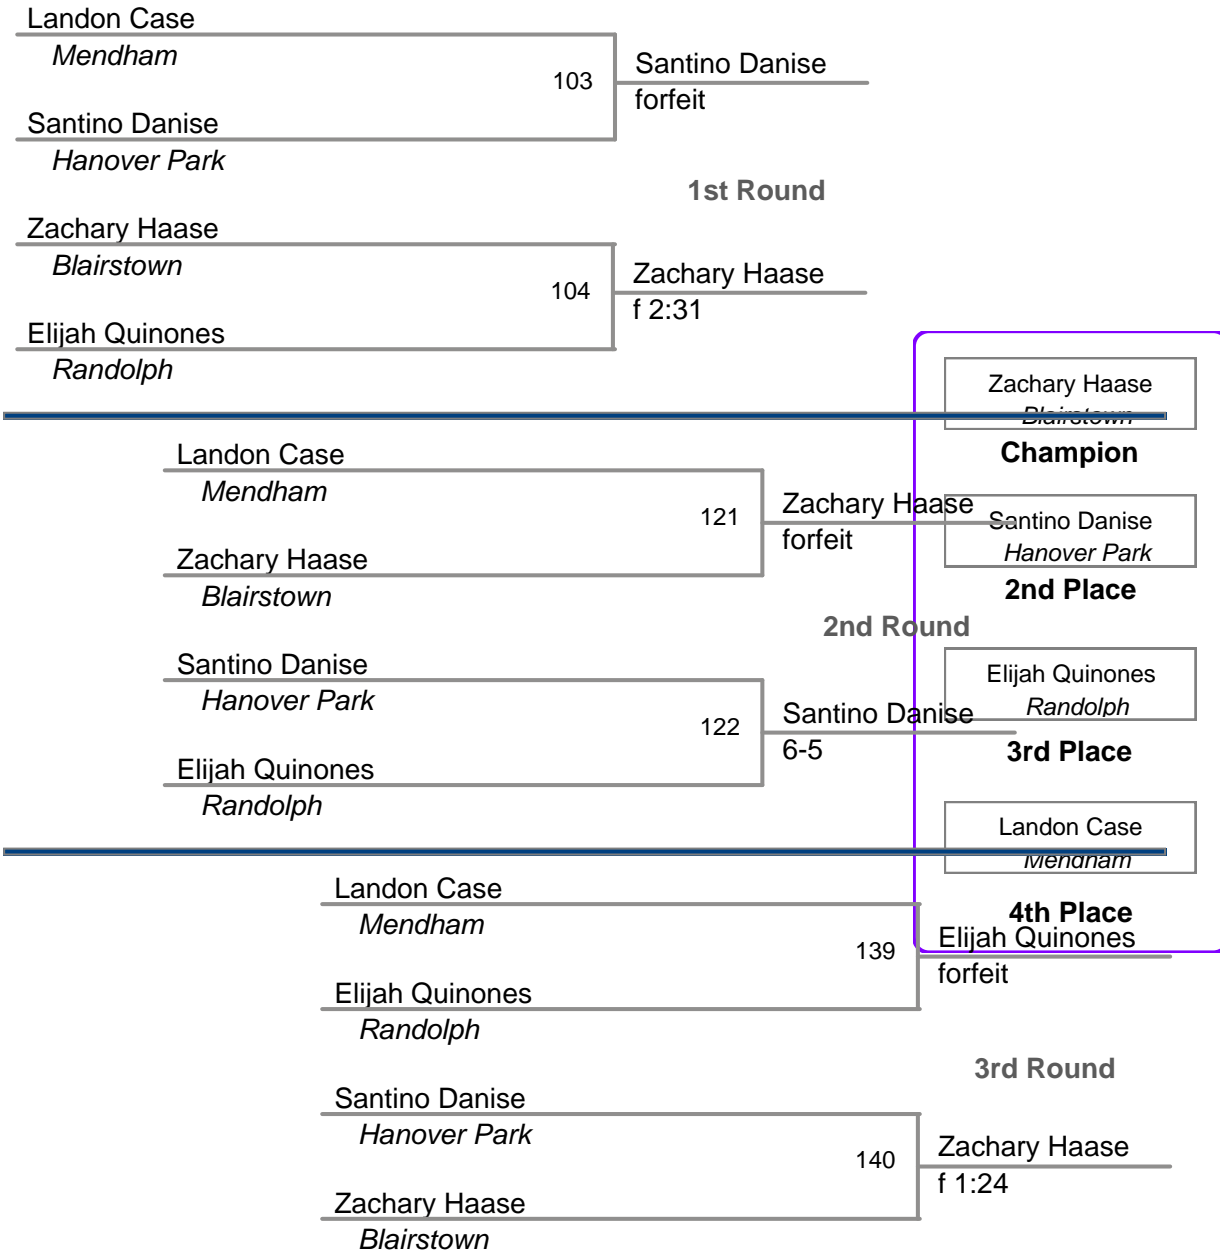 Landon Case
Mendham
103
Santino Danise
forfeit
Santino Danise
Hanover Park
1st Round
Zachary Haase
Blairstown
104
Zachary Haase
f 2:31
Elijah Quinones
Randolph
Zachary Haase
Blairstown
Champion
Santino Danise
Hanover Park
2nd Place
Elijah Quinones
Randolph
3rd Place
Landon Case
Mendham
4th Place
Landon Case
Mendham
121
Zachary Haase
forfeit
Zachary Haase
Blairstown
2nd Round
Santino Danise
Hanover Park
122
Santino Danise
6-5
Elijah Quinones
Randolph
Landon Case
Mendham
139
Elijah Quinones
forfeit
Elijah Quinones
Randolph
3rd Round
Santino Danise
Hanover Park
140
Zachary Haase
f 1:24
Zachary Haase
Blairstown